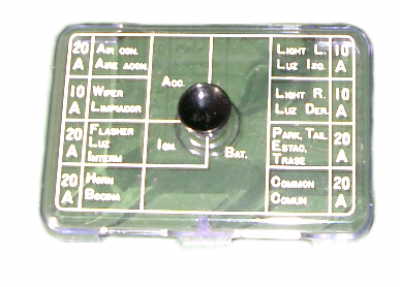 20 A AIR CON. AIRE ACON.
10 A WIPER LIMPIADOR
20 A FLASHER LUZ INTERM
20 A HORN BOCINA
ACC.
IGN. BAT.
LIGHT L. LUZ IZQ. 10 A
LIGHT R. LUZ DER. 10 A
PARK, TAIL ESTAC, TRASE 20 A
COMMON COMUN 20 A